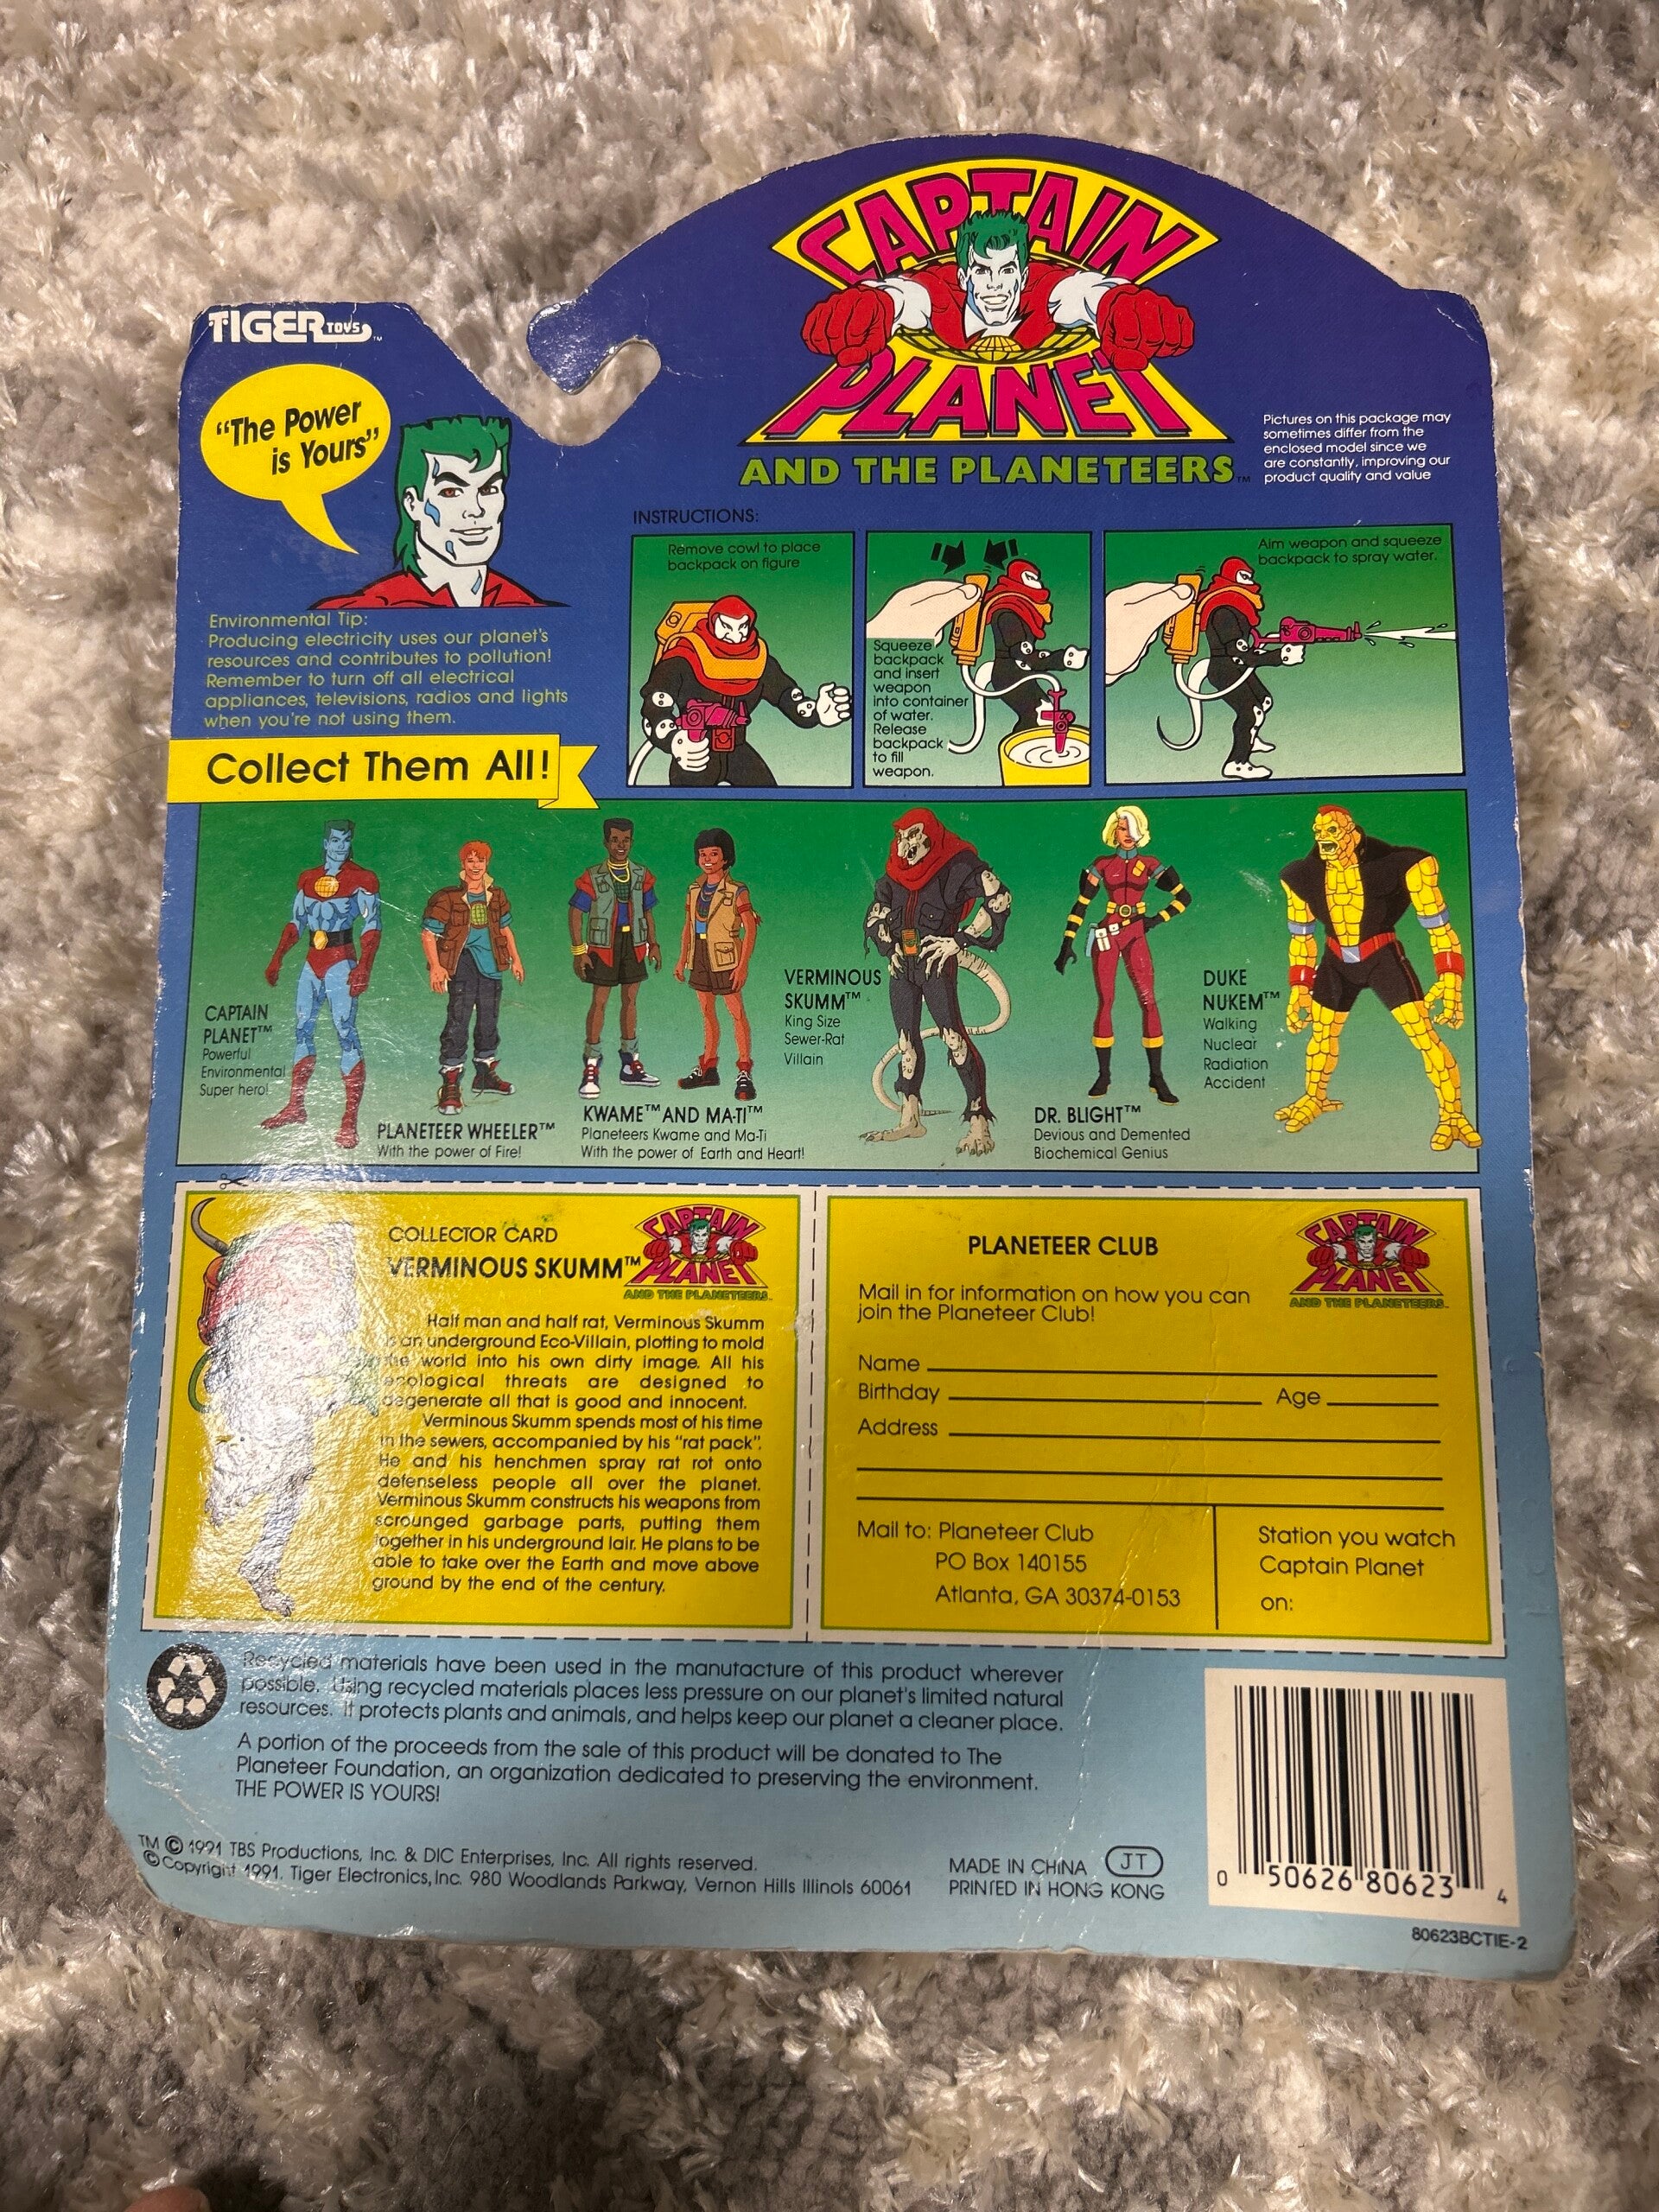 TIGER TOYS™
"The Power
is Yours"
CAPTAIN
PLANET
AND THE PLANETEERS™
Pictures on this package may
sometimes differ from the
enclosed model since we
are constantly, improving our
product quality and value
Environmental Tip:
Producing electricity uses our planet's
resources and contributes to pollution!
Remember to turn off all electrical
appliances, televisions, radios and lights
when you're not using them.
INSTRUCTIONS:
Remove cowl to place
backpack on figure
Squeeze
backpack
and insert
weapon
into container
of water.
Release
backpack
to fill
weapon.
Aim weapon and squeeze
backpack to spray water.
Collect Them All!
CAPTAIN
PLANET™
Powerful
Environmental
Super hero!
PLANETEER WHEELER™
With the power of Fire!
KWAME™ AND MA-TI™
Planeteers Kwame and Ma-Ti
With the power of Earth and Heart!
VERMINOUS
SKUMM™
King Size
Sewer-Rat
Villain
DR. BLIGHT™
Devious and Demented
Biochemical Genius
DUKE
NUKEM™
Walking
Nuclear
Radiation
Accident
COLLECTOR CARD
VERMINOUS SKUMM™
CAPTAIN
PLANET
AND THE PLANETEERS™
Half man and half rat, Verminous Skumm
is an underground Eco-Villain, plotting to mold
the world into his own dirty image. All his
ecological threats are designed to
degenerate all that is good and innocent.
Verminous Skumm spends most of his time
in the sewers, accompanied by his "rat pack".
He and his henchmen spray rat rot onto
defenseless people all over the planet.
Verminous Skumm constructs his weapons from
scrounged garbage parts, putting them
together in his underground lair. He plans to be
able to take over the Earth and move above
ground by the end of the century.
PLANETEER CLUB
CAPTAIN
PLANET
AND THE PLANETEERS™
Mail in for information on how you can
join the Planeteer Club!
Name
Birthday Age
Address
Mail to: Planeteer Club
PO Box 140155
Atlanta, GA 30374-0153
Station you watch
Captain Planet
on:
Recycled materials have been used in the manufacture of this product wherever
possible. Using recycled materials places less pressure on our planet's limited natural
resources. It protects plants and animals, and helps keep our planet a cleaner place.
A portion of the proceeds from the sale of this product will be donated to The
Planeteer Foundation, an organization dedicated to preserving the environment.
THE POWER IS YOURS!
TM © 1991 TBS Productions, Inc. & DIC Enterprises, Inc. All rights reserved.
© Copyright 1991. Tiger Electronics, Inc. 980 Woodlands Parkway, Vernon Hills Illinols 60061
MADE IN CHINA JT
PRINTED IN HONG KONG
0 50626 80623 4
80623BCTIE-2